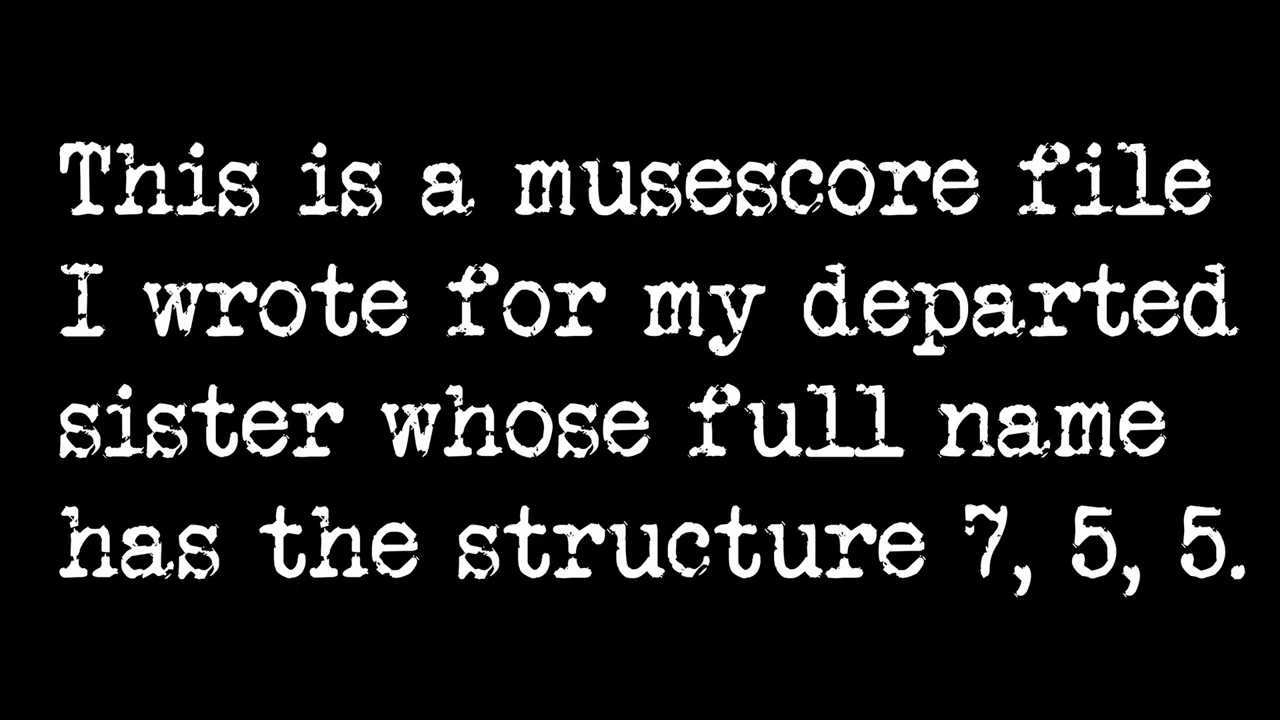 This is a musescore file
I wrote for my departed
sister whose full name
has the structure 7, 5, 5.